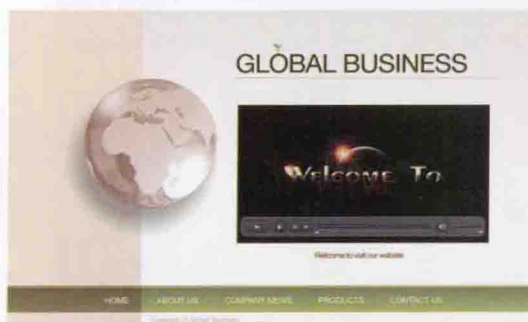 GLOBAL BUSINESS
WELCOME TO
Welcome to visit our website
HOME ABOUT US COMPANY NEWS PRODUCTS CONTACT US